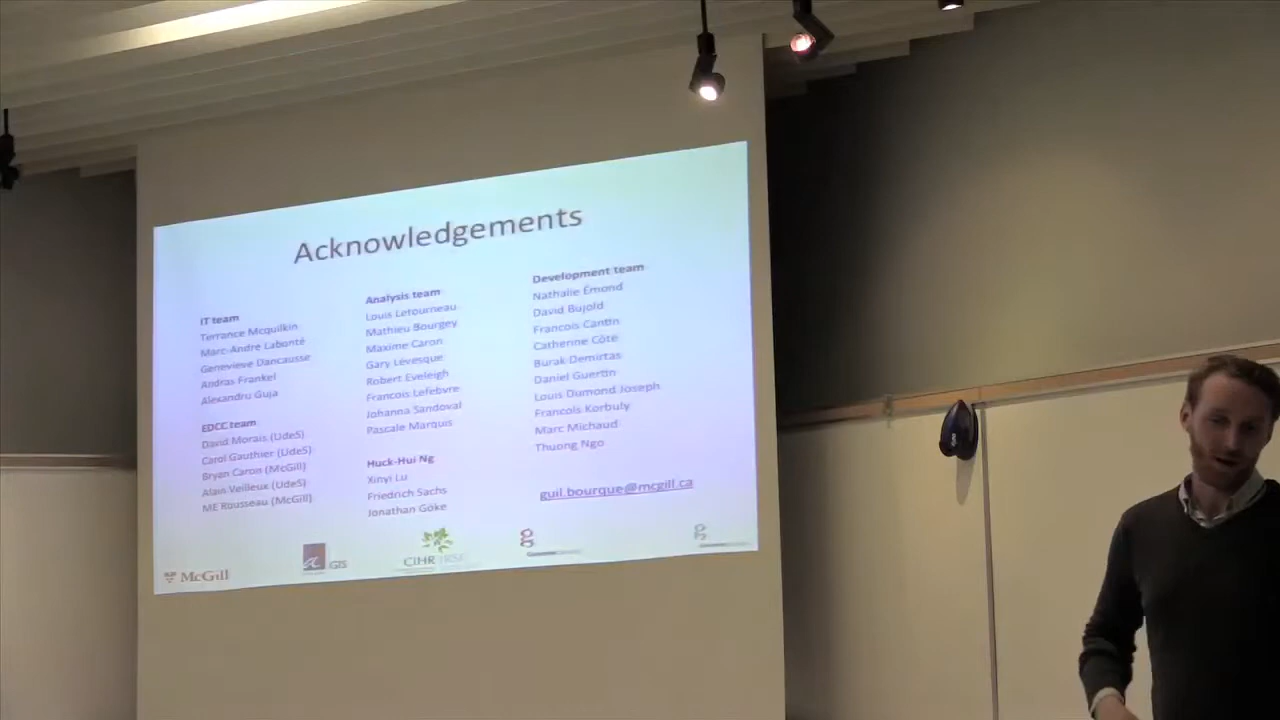 Acknowledgements
IT team
Terrance Mcquilkin
Marc-André Labonté
Genevieve Dancausse
Andras Frankel
Alexandru Guja
EDCC team
David Morais (UdeS)
Carol Gauthier (UdeS)
Bryan Caron (McGill)
Alain Veilleux (UdeS)
ME Rousseau (McGill)
Analysis team
Louis Letourneau
Mathieu Bourgey
Maxime Caron
Gary Lévesque
Robert Eveleigh
Francois Lefebvre
Johanna Sandoval
Pascale Marquis
Huck-Hui Ng
Xinyi Lu
Friedrich Sachs
Jonathan Göke
Development team
Nathalie Émond
David Bujold
Francois Cantin
Catherine Côté
Burak Demirtas
Daniel Guertin
Louis Dumond Joseph
Francois Korbuly
Marc Michaud
Thuong Ngo
guil.bourque@mcgill.ca
McGill
GIS
CIHR IRSC